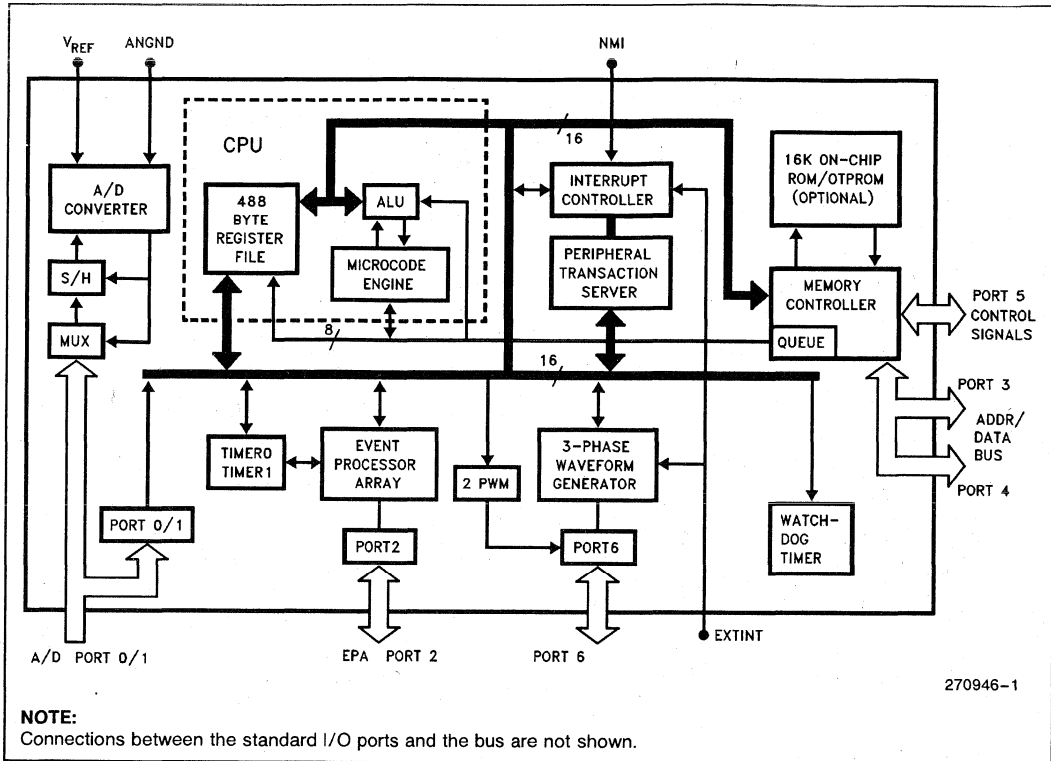 VREF
ANGND
NMI
CPU
16
A/D
CONVERTER
488
BYTE
REGISTER
FILE
ALU
INTERRUPT
CONTROLLER
16K ON-CHIP
ROM/OTPROM
(OPTIONAL)
S/H
MICROCODE
ENGINE
PERIPHERAL
TRANSACTION
SERVER
MEMORY
CONTROLLER
PORT 5
CONTROL
SIGNALS
MUX
8
QUEUE
16
PORT 3
ADDR/
DATA
BUS
PORT 4
TIMER0
TIMER1
EVENT
PROCESSOR
ARRAY
2 PWM
3-PHASE
WAVEFORM
GENERATOR
PORT 0/1
PORT2
PORT6
WATCH-
DOG
TIMER
A/D PORT 0/1
EPA PORT 2
PORT 6
EXTINT
270946-1
NOTE:
Connections between the standard I/O ports and the bus are not shown.